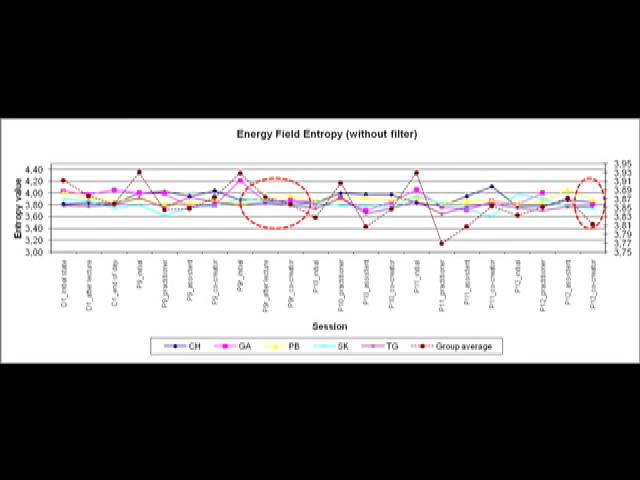 Energy Field Entropy (without filter)
4,40
4,20
4,00
3,80
3,60
3,40
3,20
3,00
Entropy value
3,95
3,93
3,91
3,89
3,87
3,85
3,83
3,81
3,79
3,77
3,75
D1_initial state
D1_after lecture
D1_end of day
P9_initial
P9_practitioner
P9_assistent
P9_co-creator
P9r_initial
P9r_after lecture
P9r_co-creator
P10_initial
P10_practitioner
P10_assistent
P10_co-creator
P11_initial
P11_practitioner
P11_assistent
P11_co-creator
P12_initial
P12_practitioner
P12_assistent
P12_co-creator
Session
CH GA PB SK TG Group average